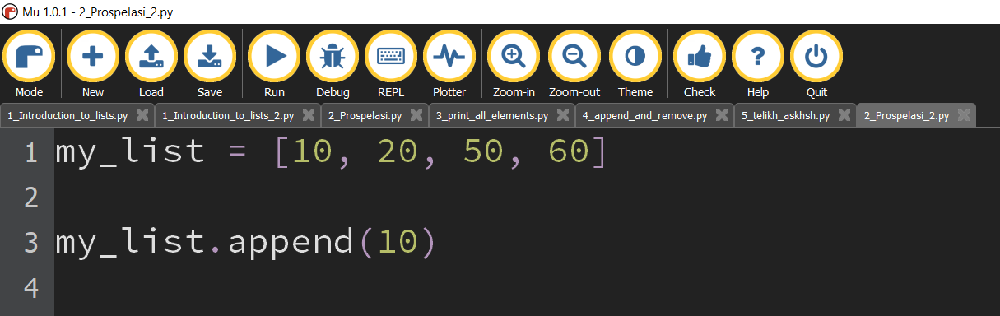 Mu 1.0.1 - 2_Prospelasi_2.py
Mode New Load Save Run Debug REPL Plotter Zoom-in Zoom-out Theme Check Help Quit
1_Introduction_to_lists.py 1_Introduction_to_lists_2.py 2_Prospelasi.py 3_print_all_elements.py 4_append_and_remove.py 5_telikh_askhsh.py 2_Prospelasi_2.py
1 my_list = [10, 20, 50, 60]
2
3 my_list.append(10)
4